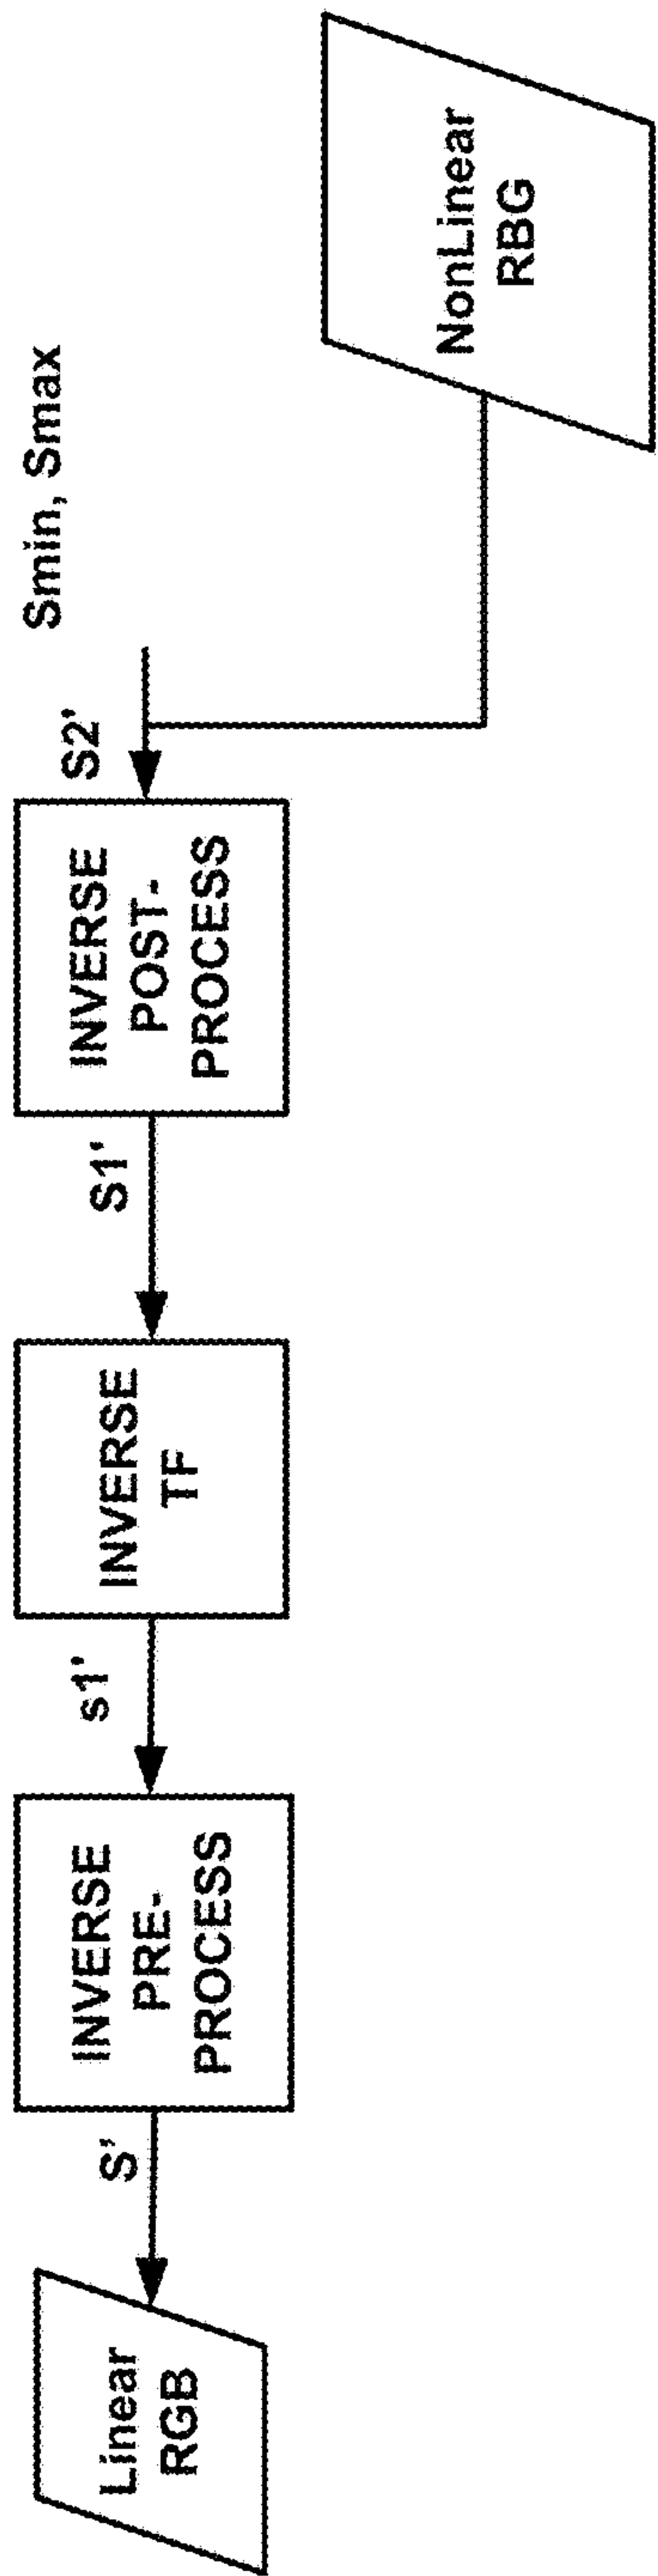 Linear
RGB
S'
INVERSE
PRE-
PROCESS
s1'
INVERSE
TF
S1'
INVERSE
POST-
PROCESS
S2'
Smin, Smax
NonLinear
RBG